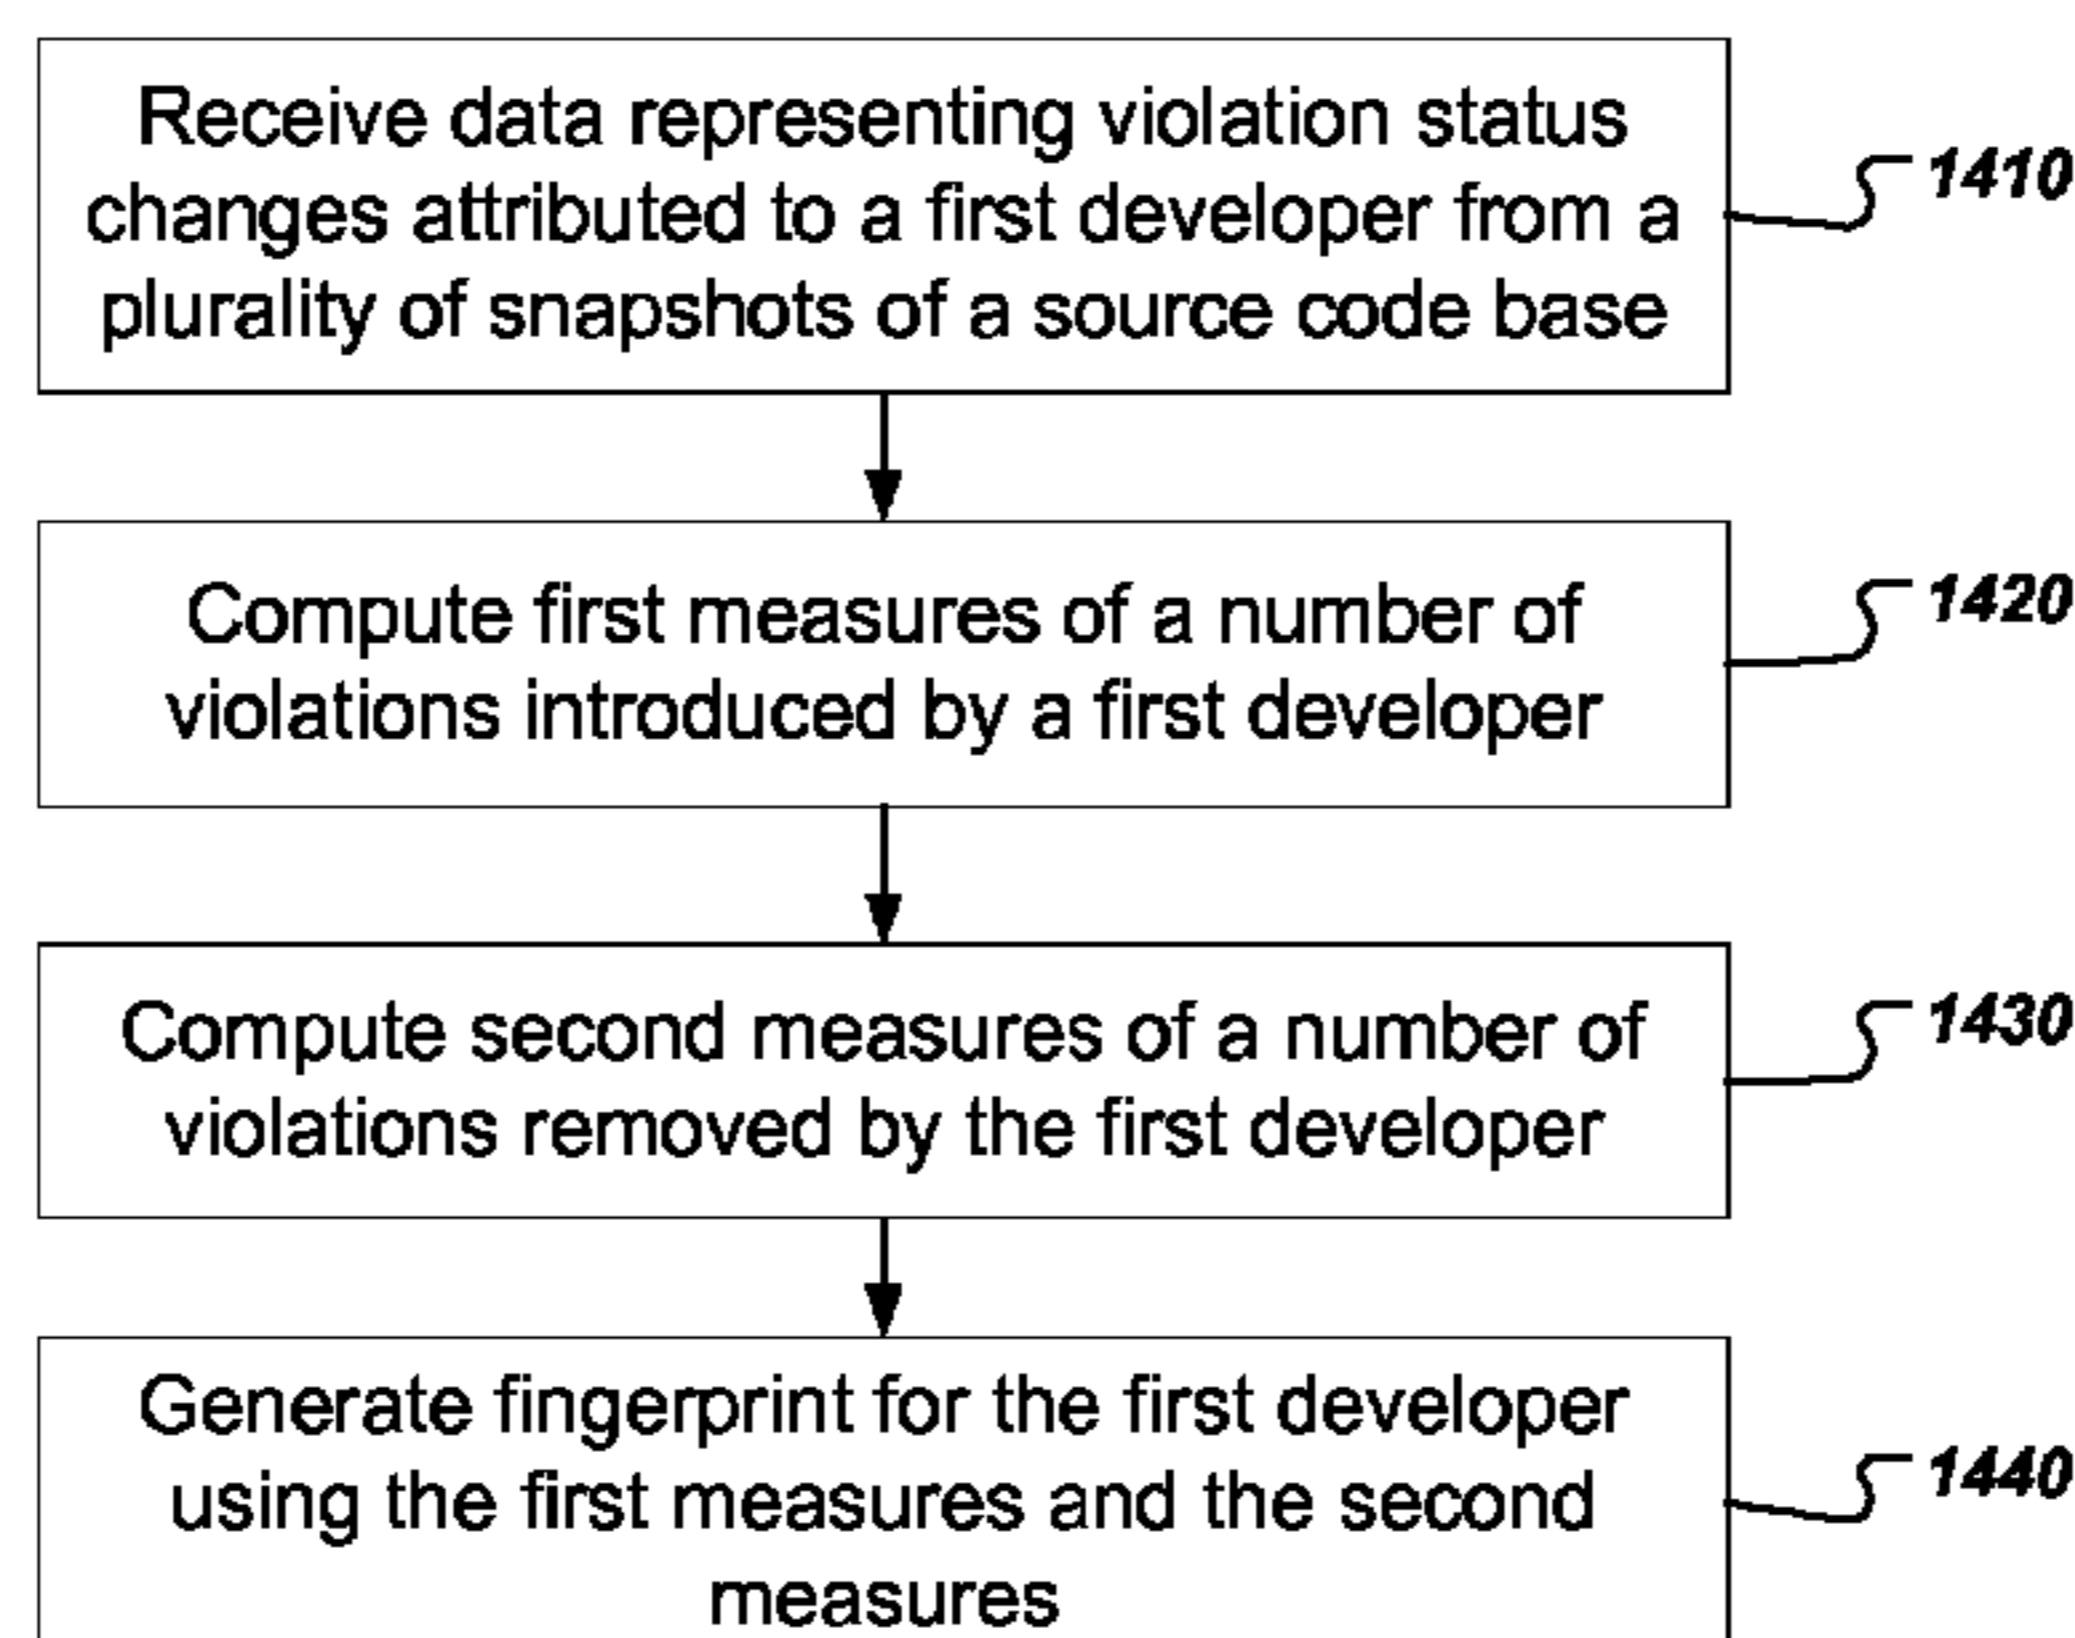 Receive data representing violation status
changes attributed to a first developer from a
plurality of snapshots of a source code base
1410
Compute first measures of a number of
violations introduced by a first developer
1420
Compute second measures of a number of
violations removed by the first developer
1430
Generate fingerprint for the first developer
using the first measures and the second
measures
1440